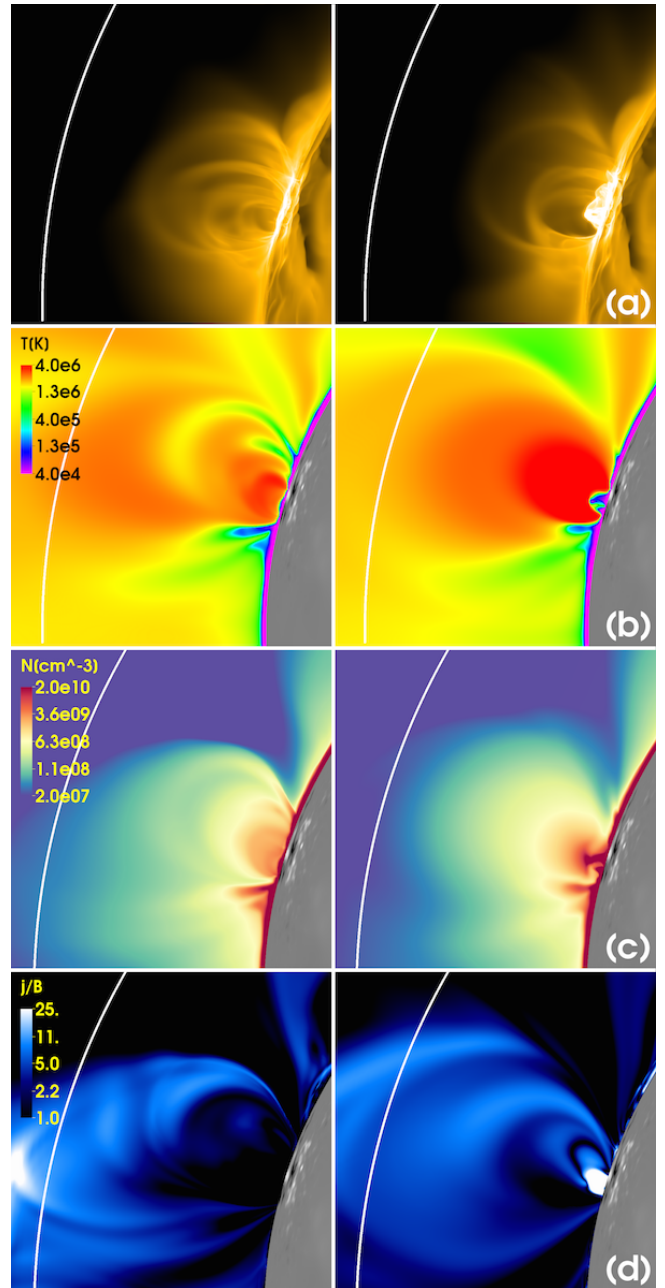 (a)
T[K]
4.0e6
1.3e6
4.0e5
1.3e5
4.0e4
(b)
N[cm^-3]
2.0e10
3.6e09
6.3e08
1.1e08
2.0e07
(c)
j/B
25.
11.
5.0
2.2
1.0
(d)